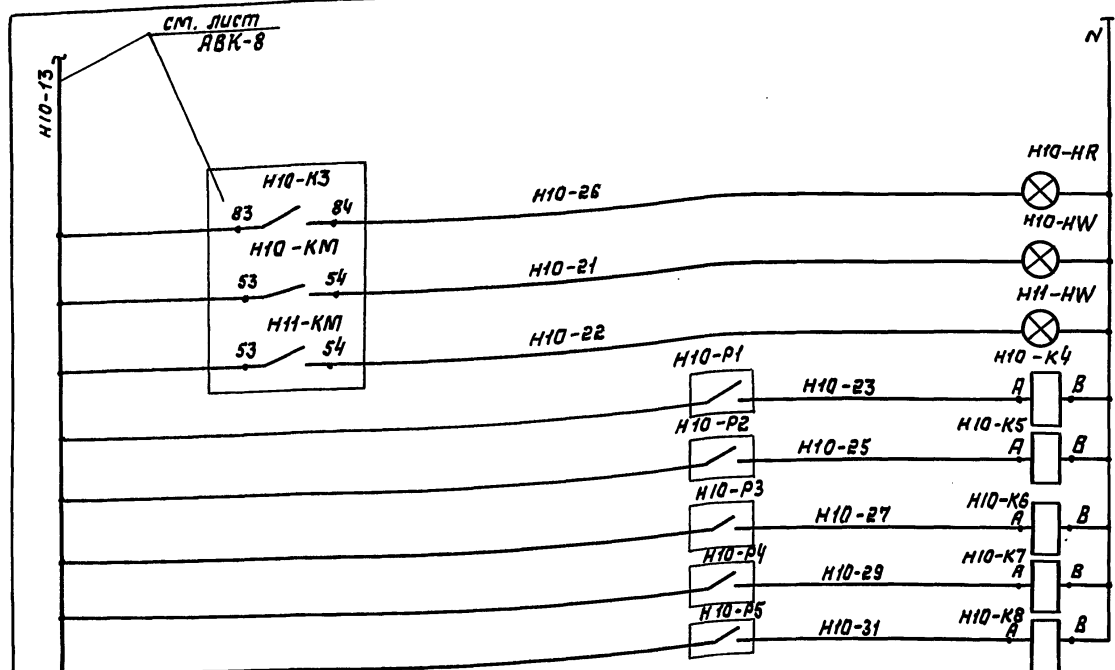 см. лист
АВК-8
N
Н10-13
Н10-HR
Н10-К3
83
84
Н10-26
Н10-HW
Н10-КМ
53
54
Н10-21
Н11-HW
Н11-КМ
53
54
Н10-22
Н10-Р1
Н10-К4
Н10-23
А
В
Н10-Р2
Н10-К5
Н10-25
А
В
Н10-Р3
Н10-К6
Н10-27
А
В
Н10-Р4
Н10-К7
Н10-29
А
В
Н10-Р5
Н10-К8
Н10-31
А
В